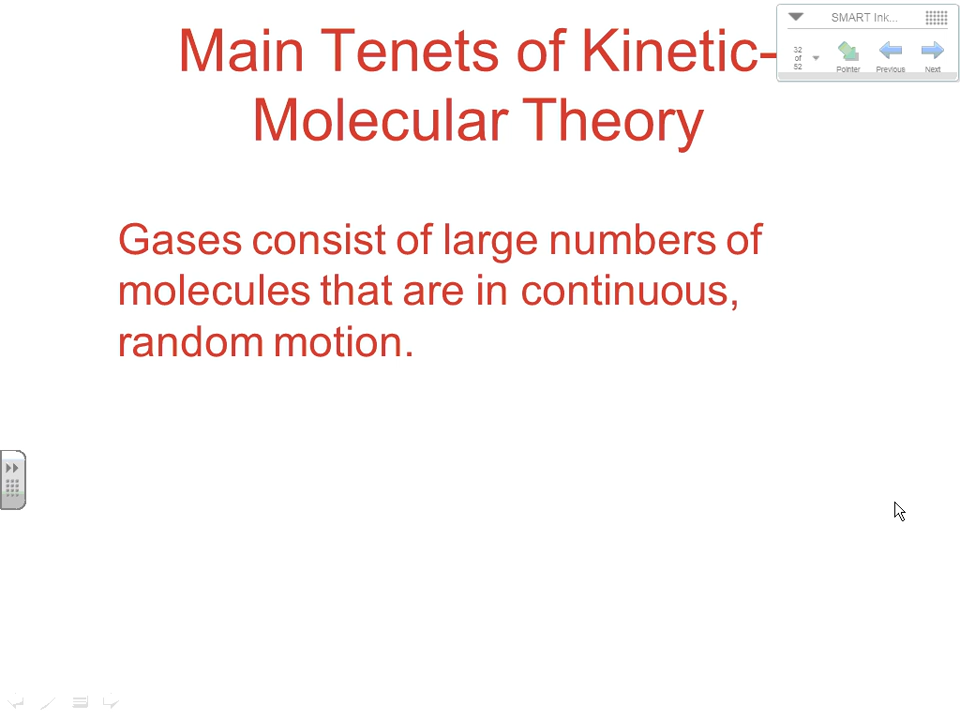 Main Tenets of Kinetic-
Molecular Theory
SMART Ink...
32
of
52
Pointer
Previous
Next
Gases consist of large numbers of
molecules that are in continuous,
random motion.